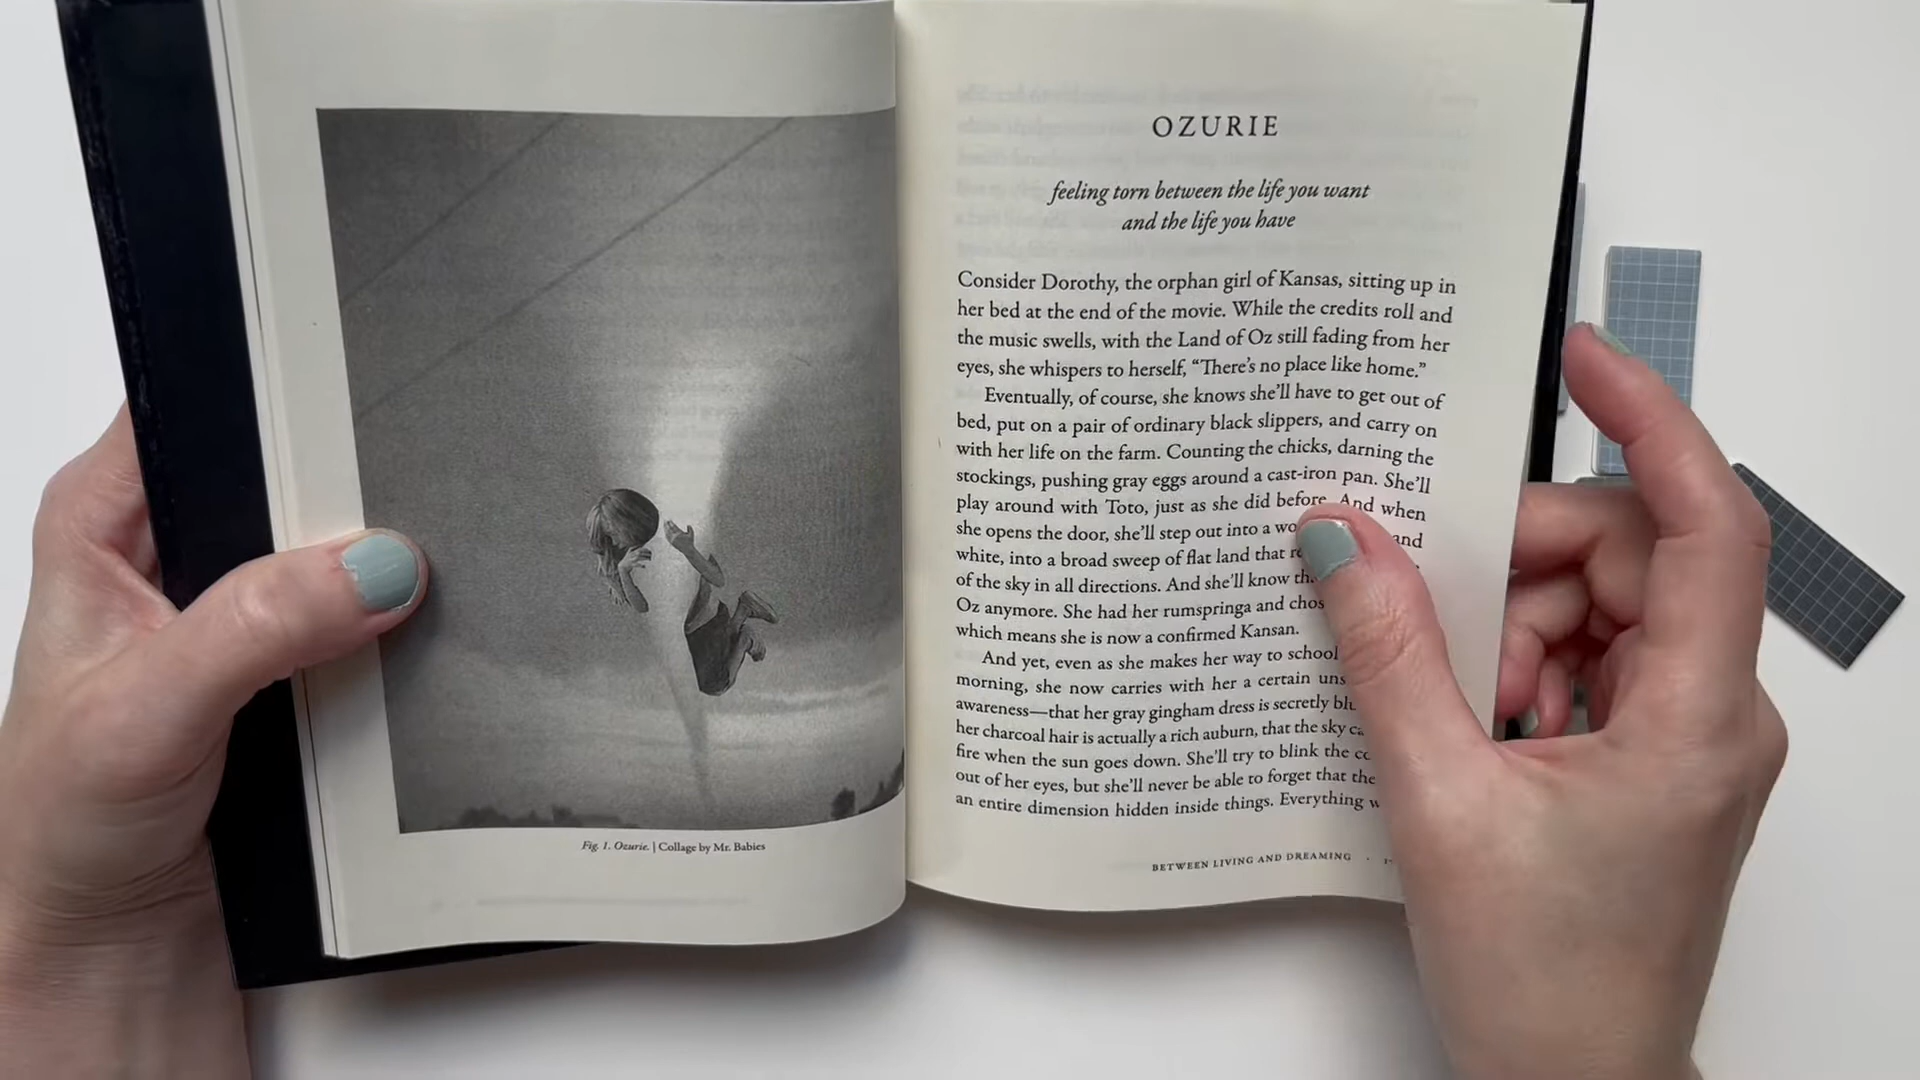 Fig. 1. Ozurie. | Collage by Mr. Babies
OZURIE
feeling torn between the life you want
and the life you have
Consider Dorothy, the orphan girl of Kansas, sitting up in
her bed at the end of the movie. While the credits roll and
the music swells, with the Land of Oz still fading from her
eyes, she whispers to herself, “There’s no place like home.”
Eventually, of course, she knows she’ll have to get out of
bed, put on a pair of ordinary black slippers, and carry on
with her life on the farm. Counting the chicks, darning the
stockings, pushing gray eggs around a cast-iron pan. She’ll
play around with Toto, just as she did before. And when
she opens the door, she’ll step out into a and
white, into a broad sweep of flat land that
of the sky in all directions. And she’ll know
Oz anymore. She had her rumspringa and
which means she is now a confirmed Kansan.
And yet, even as she makes her way to school
morning, she now carries with her a certain
awareness—that her gray gingham dress is secretly
her charcoal hair is actually a rich auburn, that the sky
fire when the sun goes down. She’ll try to blink the
out of her eyes, but she’ll never be able to forget that
an entire dimension hidden inside things. Everything
BETWEEN LIVING AND DREAMING ·